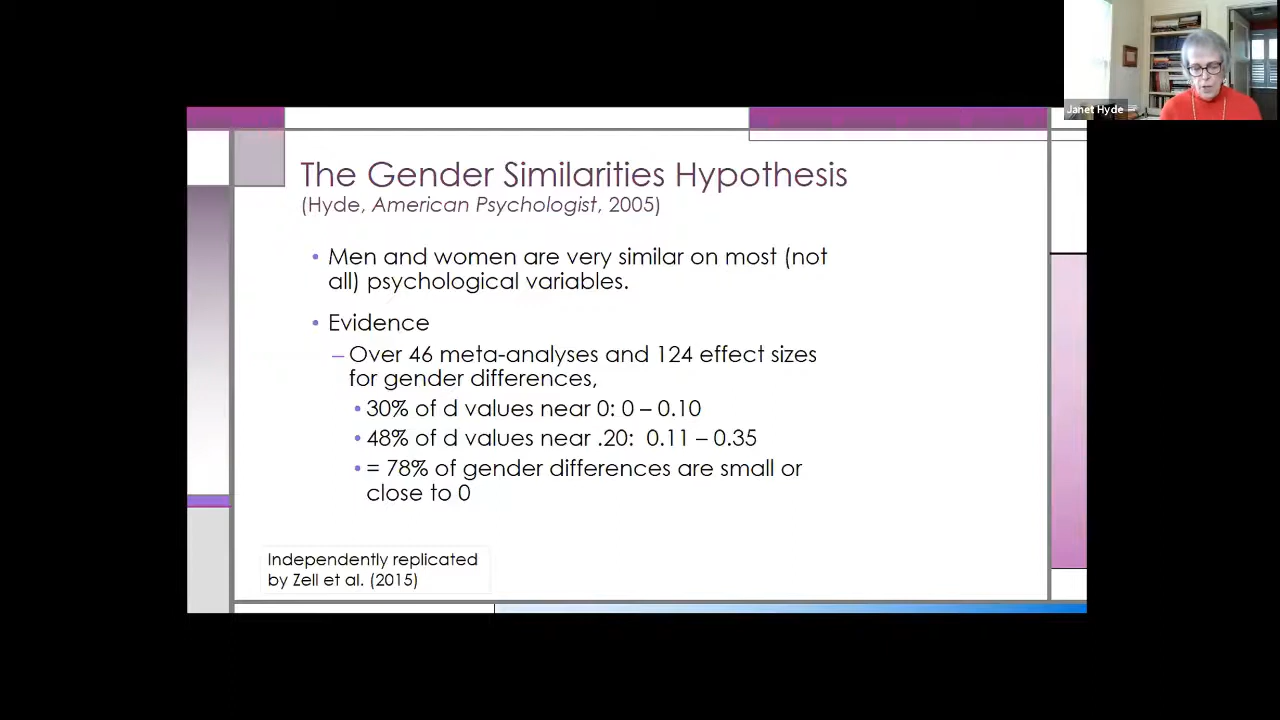 Janet Hyde
The Gender Similarities Hypothesis
(Hyde, American Psychologist, 2005)
• Men and women are very similar on most (not
all) psychological variables.
• Evidence
– Over 46 meta-analyses and 124 effect sizes
for gender differences,
• 30% of d values near 0: 0 – 0.10
• 48% of d values near .20: 0.11 – 0.35
• = 78% of gender differences are small or
close to 0
Independently replicated
by Zell et al. (2015)